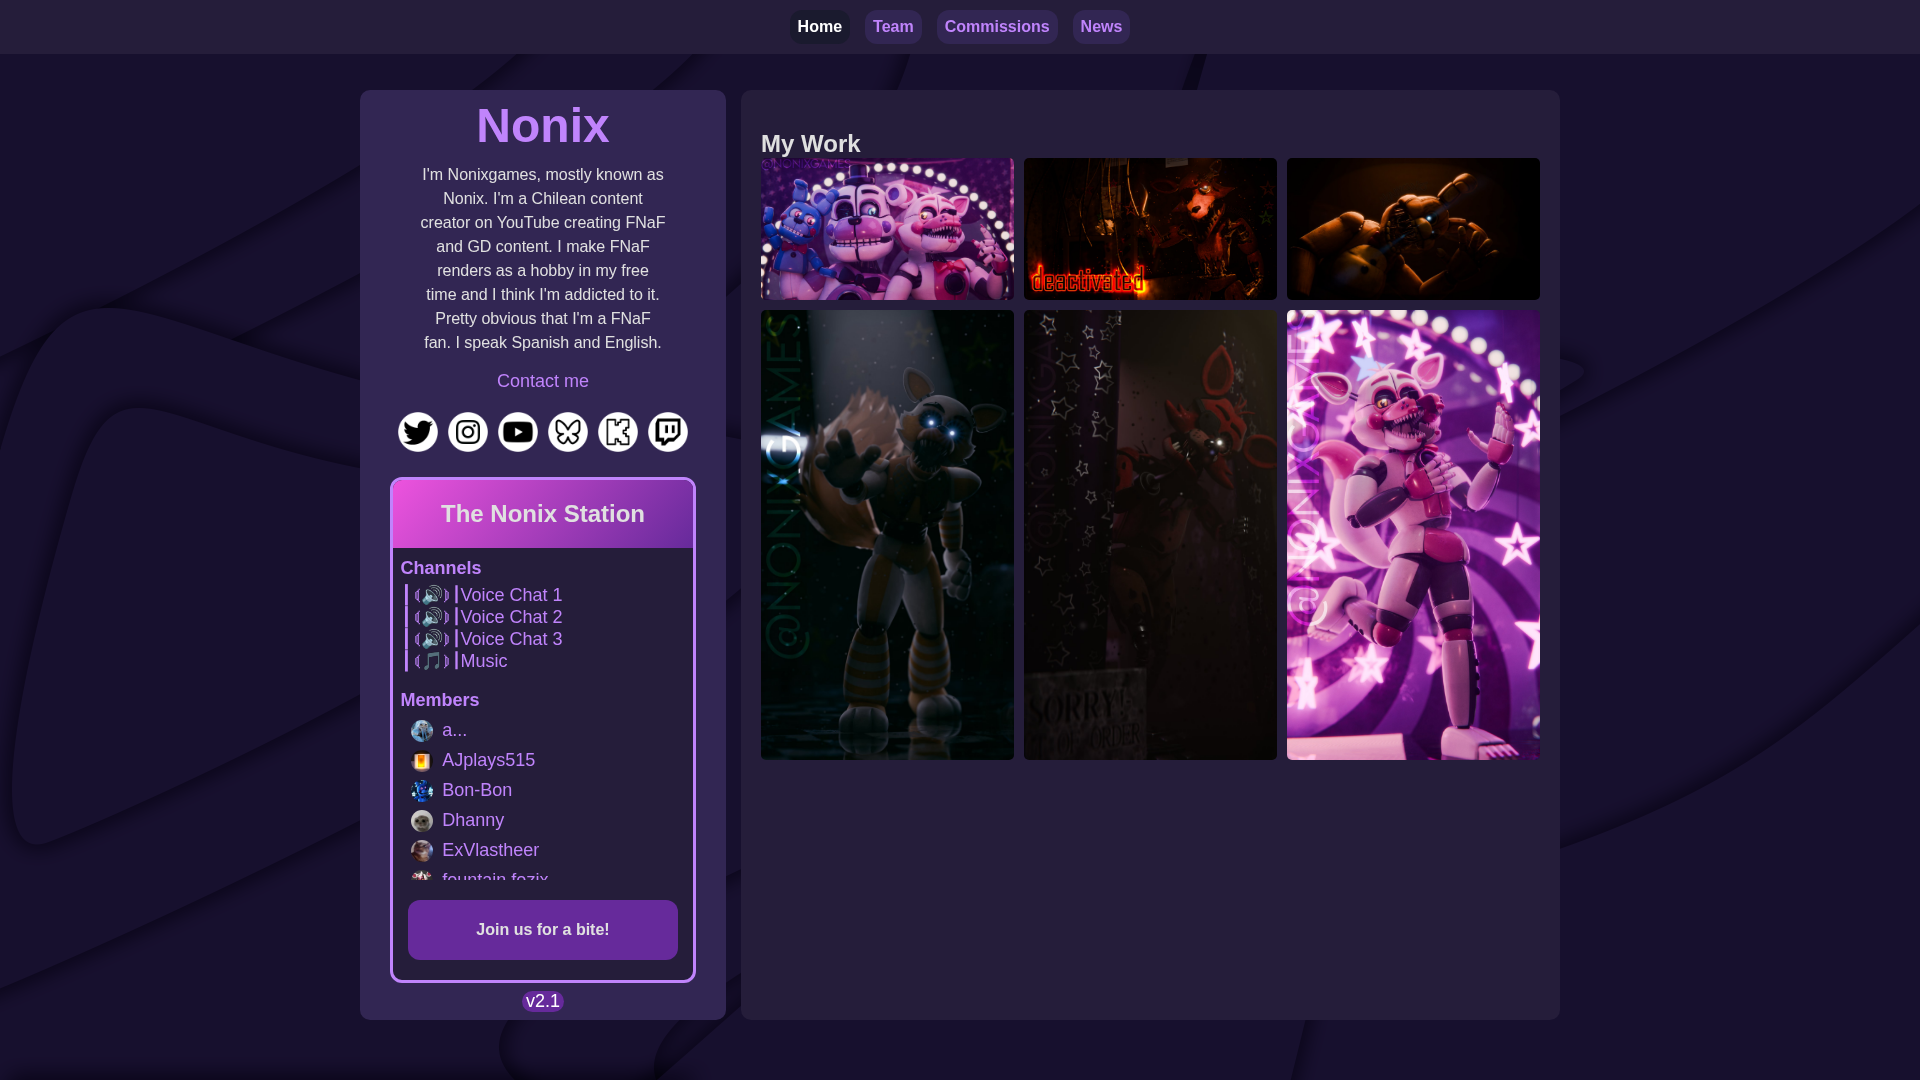 Home
Team
Commissions
News
Nonix
I'm Nonixgames, mostly known as
Nonix. I'm a Chilean content
creator on YouTube creating FNaF
and GD content. I make FNaF
renders as a hobby in my free
time and I think I'm addicted to it.
Pretty obvious that I'm a FNaF
fan. I speak Spanish and English.
Contact me
The Nonix Station
Channels
Voice Chat 1
Voice Chat 2
Voice Chat 3
Music
Members
a...
AJplays515
Bon-Bon
Dhanny
ExVlastheer
fountain fozix
Join us for a bite!
v2.1
My Work
deactivated
@NONIXGAMES
SORRY!
ORDER